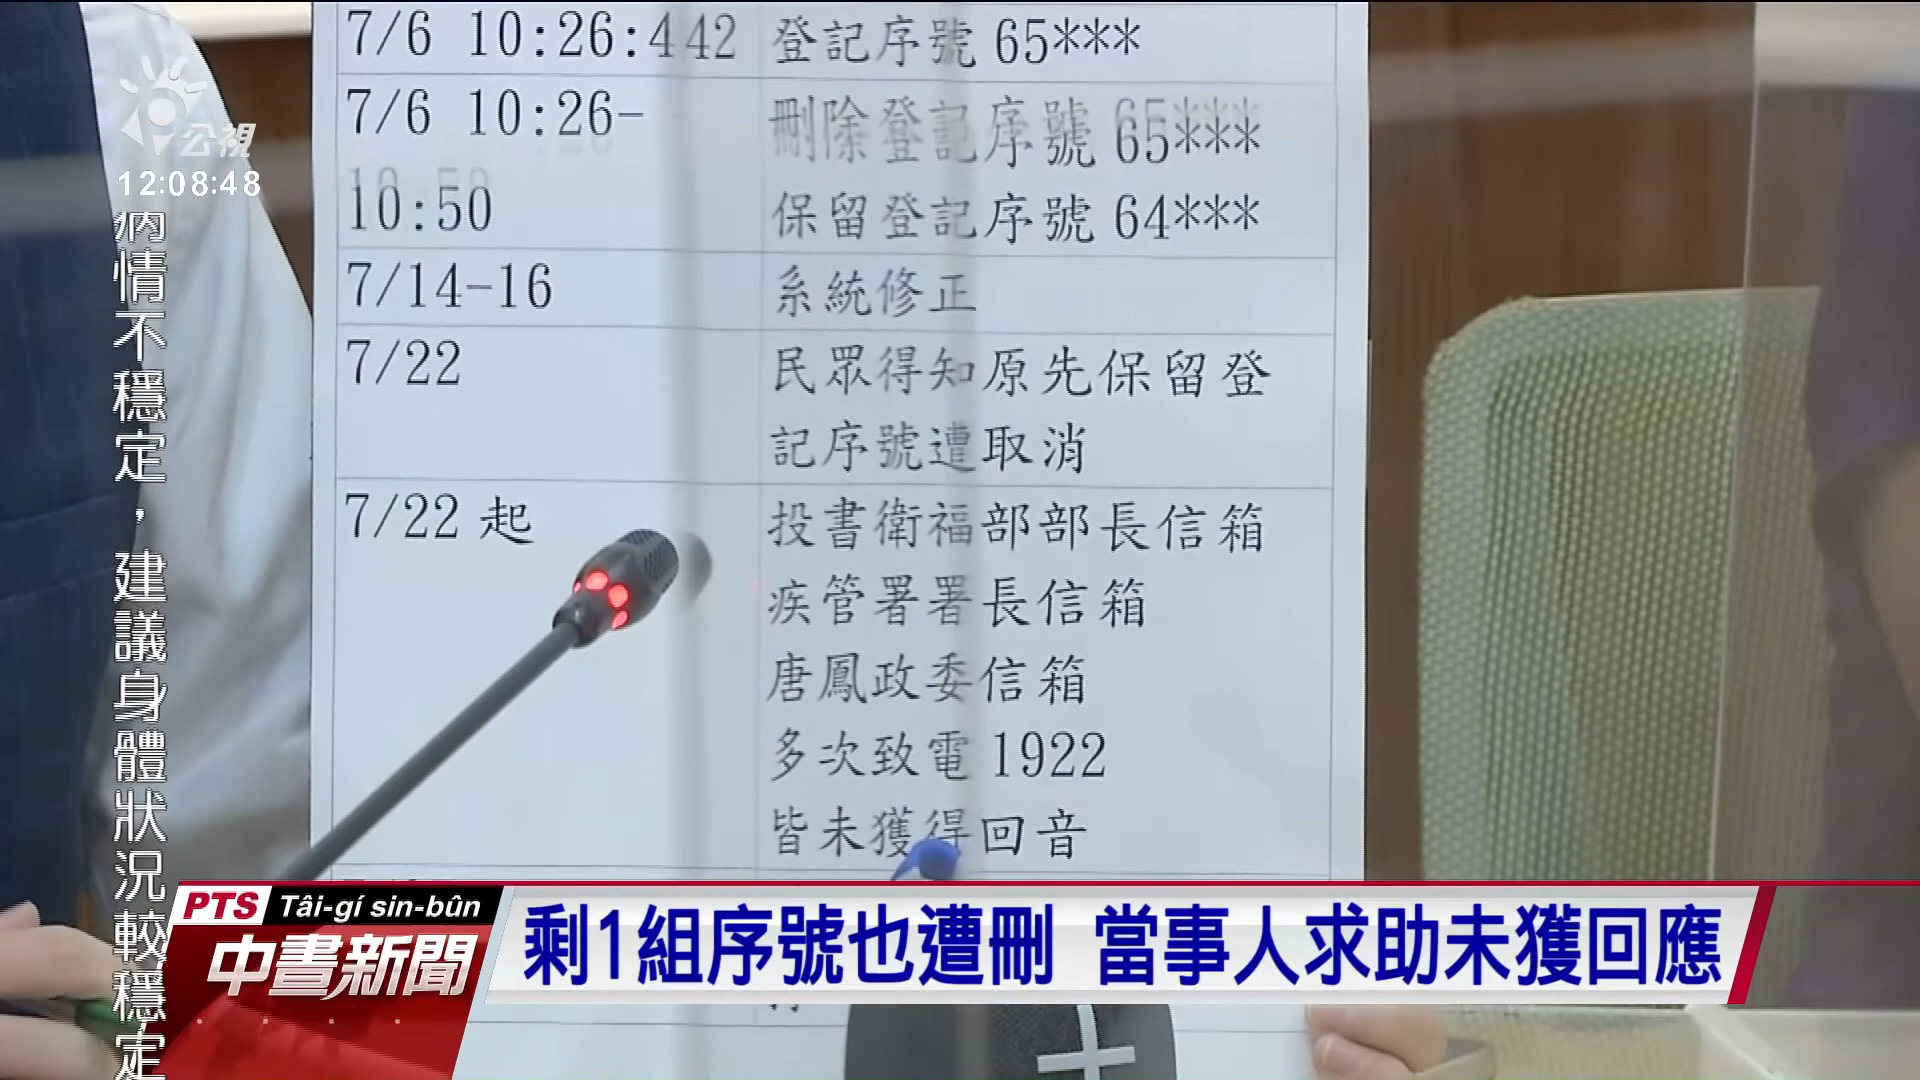 7/6 10:26:442 登記序號 65***
7/6 10:26-
10:50
刪除登記序號 65***
保留登記序號 64***
7/14-16 系統修正
7/22
民眾得知原先保留登
記序號遭取消
7/22 起
投書衛福部部長信箱
疾管署署長信箱
唐鳳政委信箱
多次致電 1922
皆未獲得回音
公視
12:08:48
病情不穩定，建議身體狀況較穩定
PTS Tâi-gí sin-bûn
中晝新聞
剩1組序號也遭刪 當事人求助未獲回應